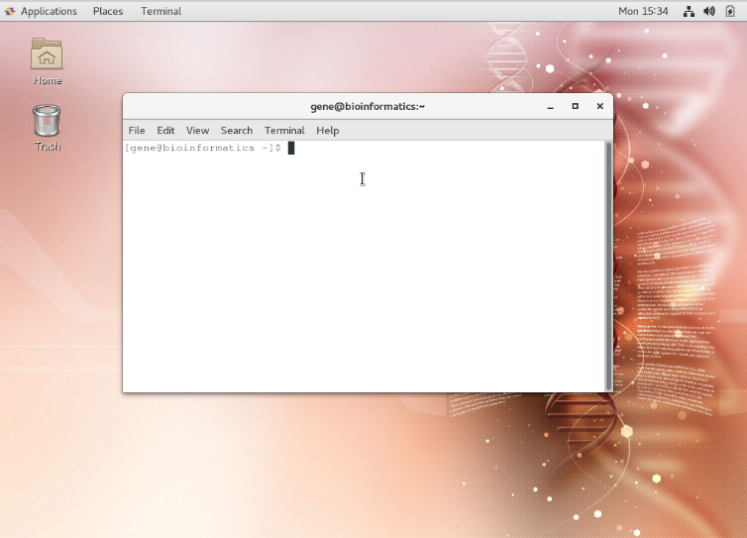 Applications Places Terminal Mon 15:34
Home
Trash
gene@bioinformatics:~
File Edit View Search Terminal Help
[gene@bioinformatics ~]$